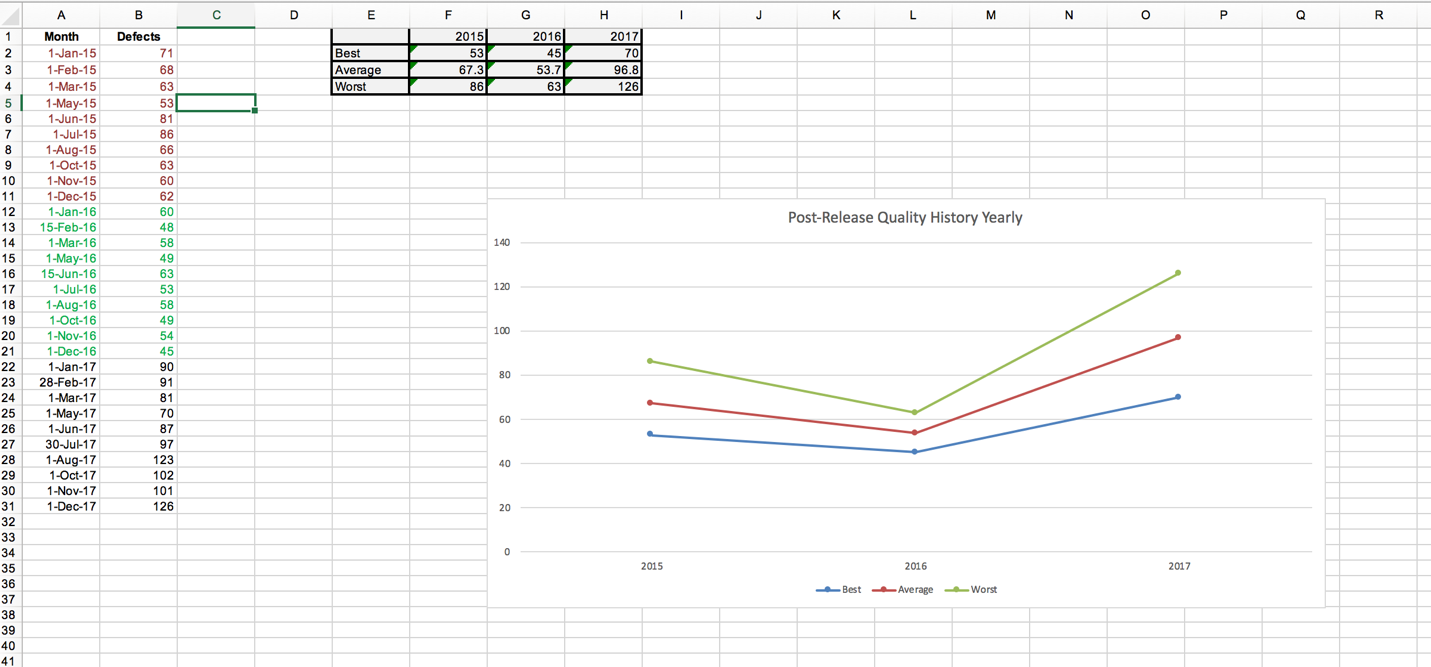 A B C D E F G H I J K L M N O P Q R
1 Month Defects 2015 2016 2017
2 1-Jan-15 71 Best 53 45 70
3 1-Feb-15 68 Average 67.3 53.7 96.8
4 1-Mar-15 63 Worst 86 63 126
5 1-May-15 53
6 1-Jun-15 81
7 1-Jul-15 86
8 1-Aug-15 66
9 1-Oct-15 63
10 1-Nov-15 60
11 1-Dec-15 62
12 1-Jan-16 60
13 15-Feb-16 48
14 1-Mar-16 58
15 1-May-16 49
16 15-Jun-16 63
17 1-Jul-16 53
18 1-Aug-16 58
19 1-Oct-16 49
20 1-Nov-16 54
21 1-Dec-16 45
22 1-Jan-17 90
23 28-Feb-17 91
24 1-Mar-17 81
25 1-May-17 70
26 1-Jun-17 87
27 30-Jul-17 97
28 1-Aug-17 123
29 1-Oct-17 102
30 1-Nov-17 101
31 1-Dec-17 126
32
33
34
35
36
37
38
39
40
41
Post-Release Quality History Yearly
140
120
100
80
60
40
20
0
2015 2016 2017
Best Average Worst